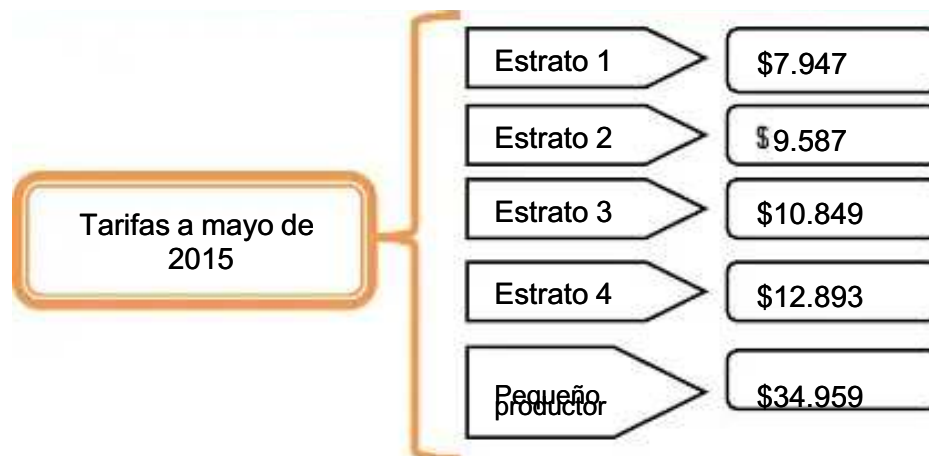 Tarifas a mayo de
2015
Estrato 1
$7.947
Estrato 2
$9.587
Estrato 3
$10.849
Estrato 4
$12.893
Pequeño
productor
$34.959